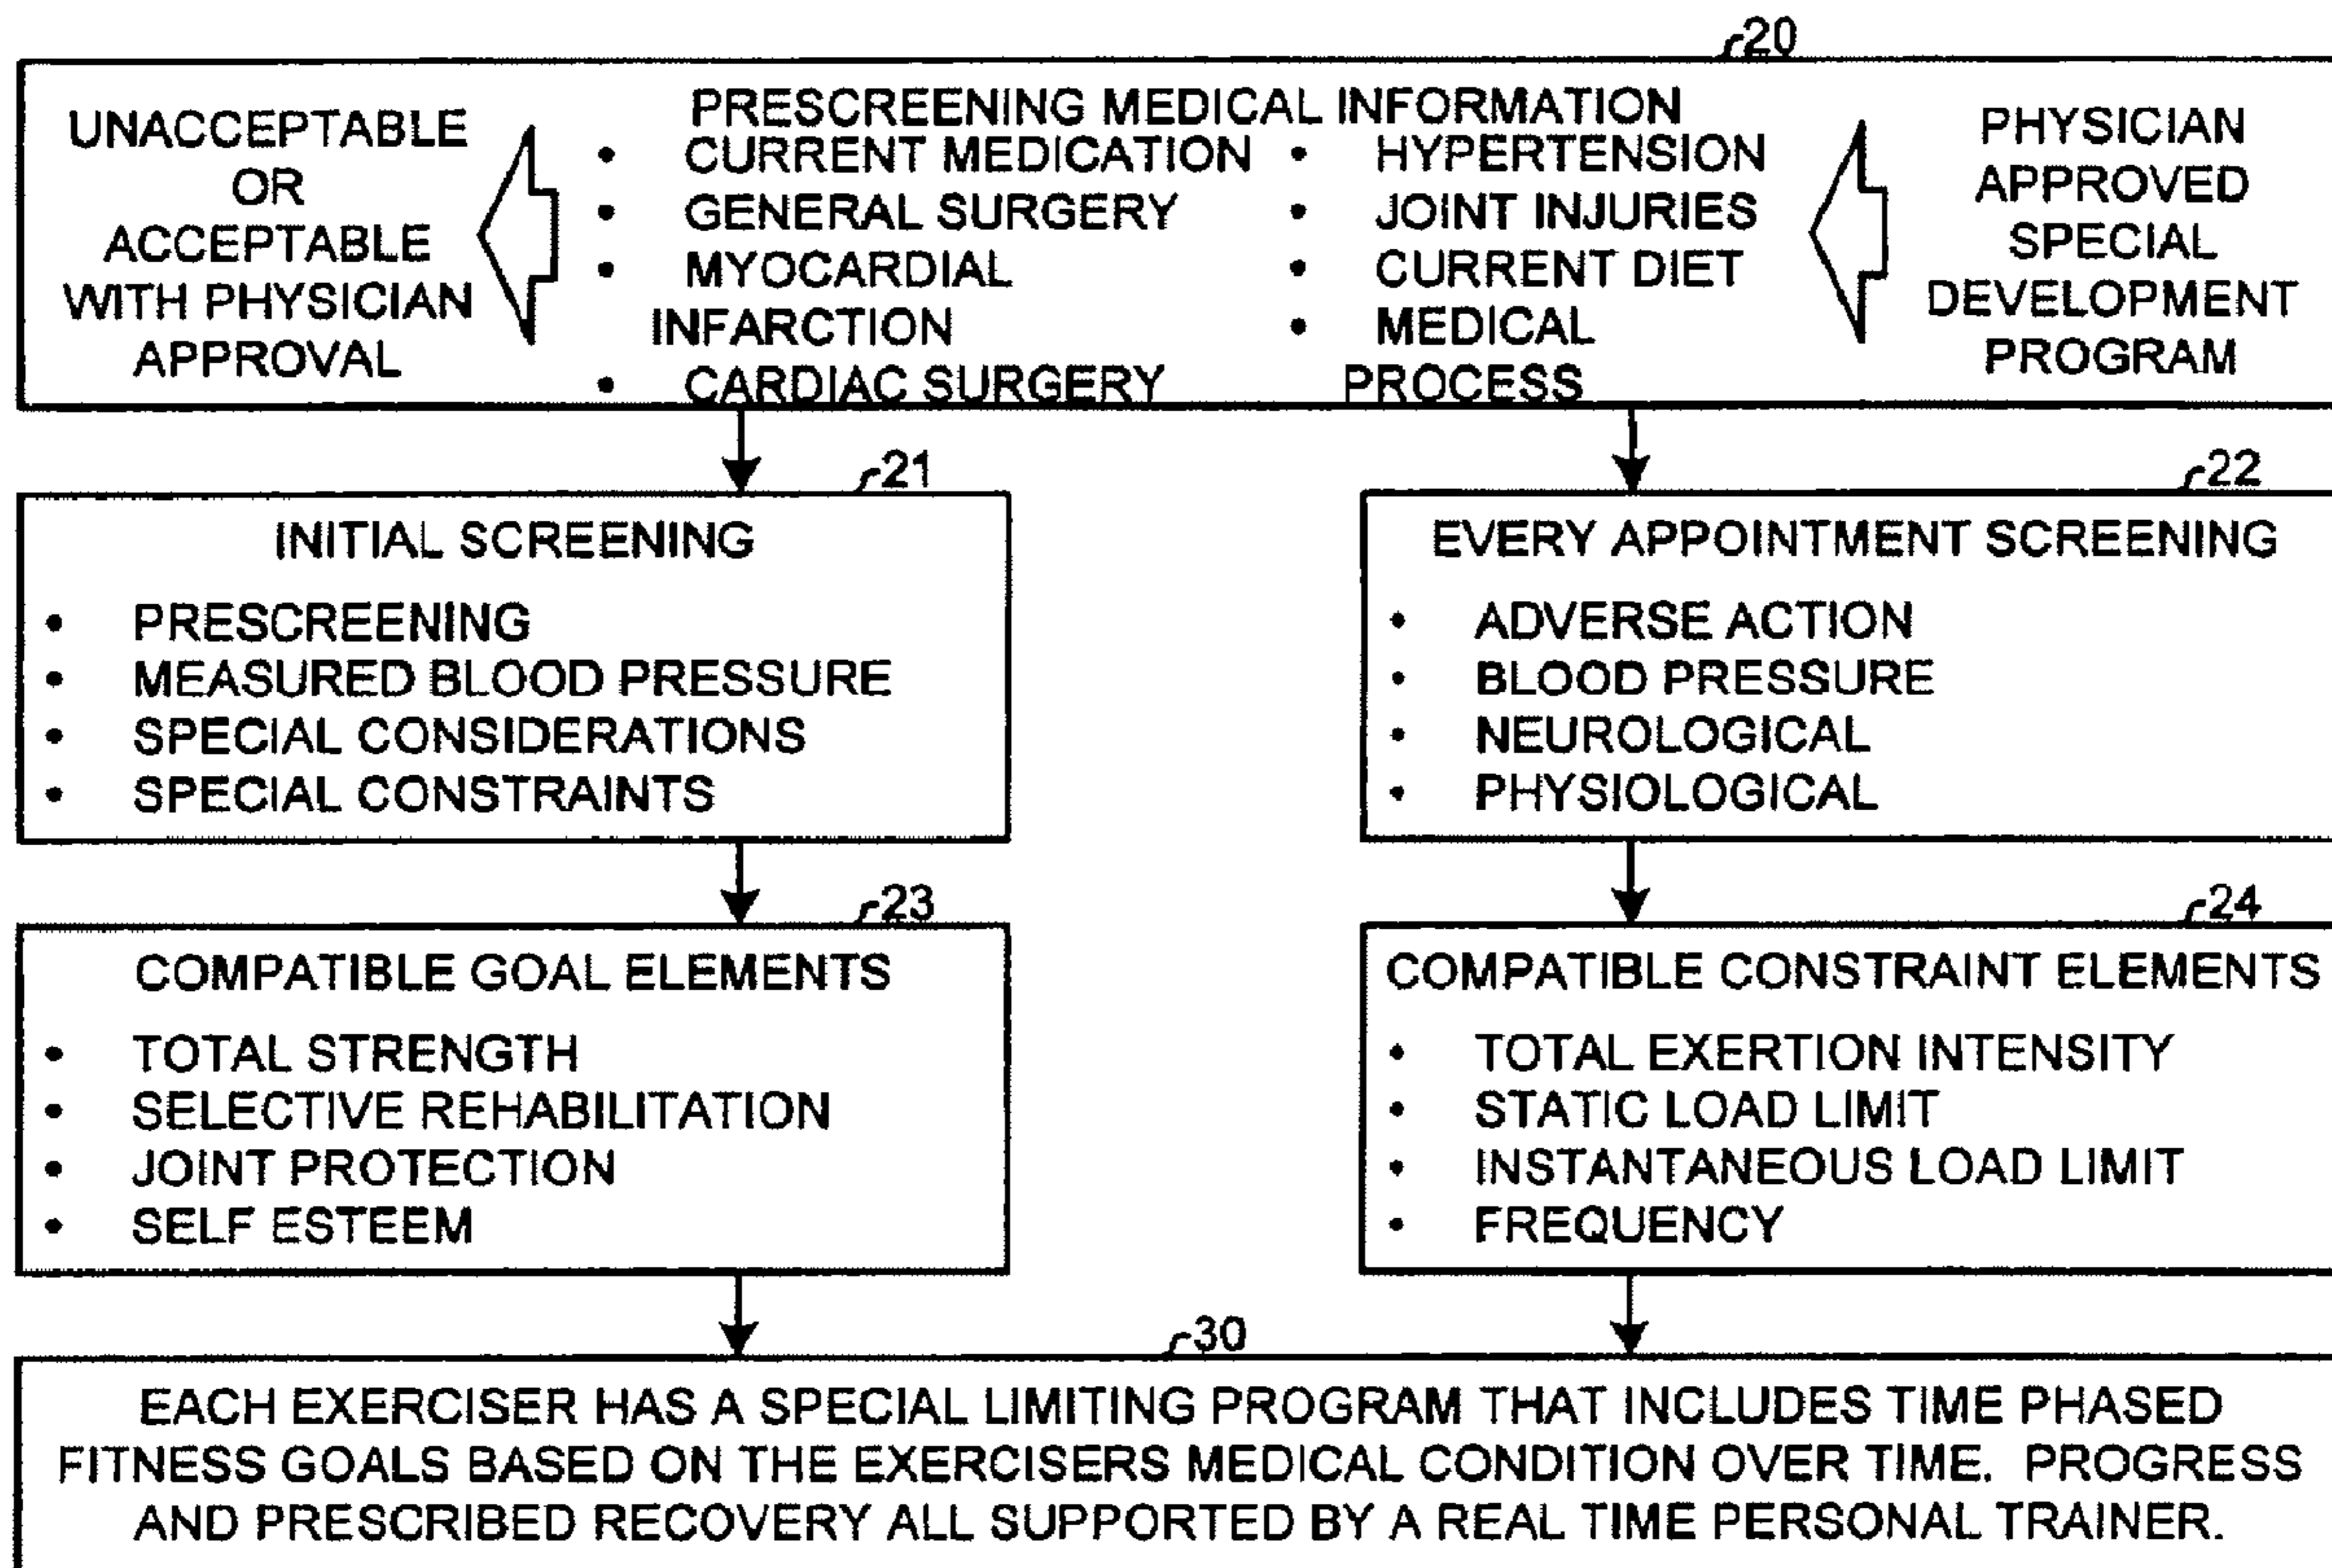 20
UNACCEPTABLE
OR
ACCEPTABLE
WITH PHYSICIAN
APPROVAL
PRESCREENING MEDICAL INFORMATION
• CURRENT MEDICATION
• GENERAL SURGERY
• MYOCARDIAL
INFARCTION
• CARDIAC SURGERY
• HYPERTENSION
• JOINT INJURIES
• CURRENT DIET
• MEDICAL
PROCESS
PHYSICIAN
APPROVED
SPECIAL
DEVELOPMENT
PROGRAM
21
INITIAL SCREENING
• PRESCREENING
• MEASURED BLOOD PRESSURE
• SPECIAL CONSIDERATIONS
• SPECIAL CONSTRAINTS
22
EVERY APPOINTMENT SCREENING
• ADVERSE ACTION
• BLOOD PRESSURE
• NEUROLOGICAL
• PHYSIOLOGICAL
23
COMPATIBLE GOAL ELEMENTS
• TOTAL STRENGTH
• SELECTIVE REHABILITATION
• JOINT PROTECTION
• SELF ESTEEM
24
COMPATIBLE CONSTRAINT ELEMENTS
• TOTAL EXERTION INTENSITY
• STATIC LOAD LIMIT
• INSTANTANEOUS LOAD LIMIT
• FREQUENCY
30
EACH EXERCISER HAS A SPECIAL LIMITING PROGRAM THAT INCLUDES TIME PHASED
FITNESS GOALS BASED ON THE EXERCISERS MEDICAL CONDITION OVER TIME. PROGRESS
AND PRESCRIBED RECOVERY ALL SUPPORTED BY A REAL TIME PERSONAL TRAINER.